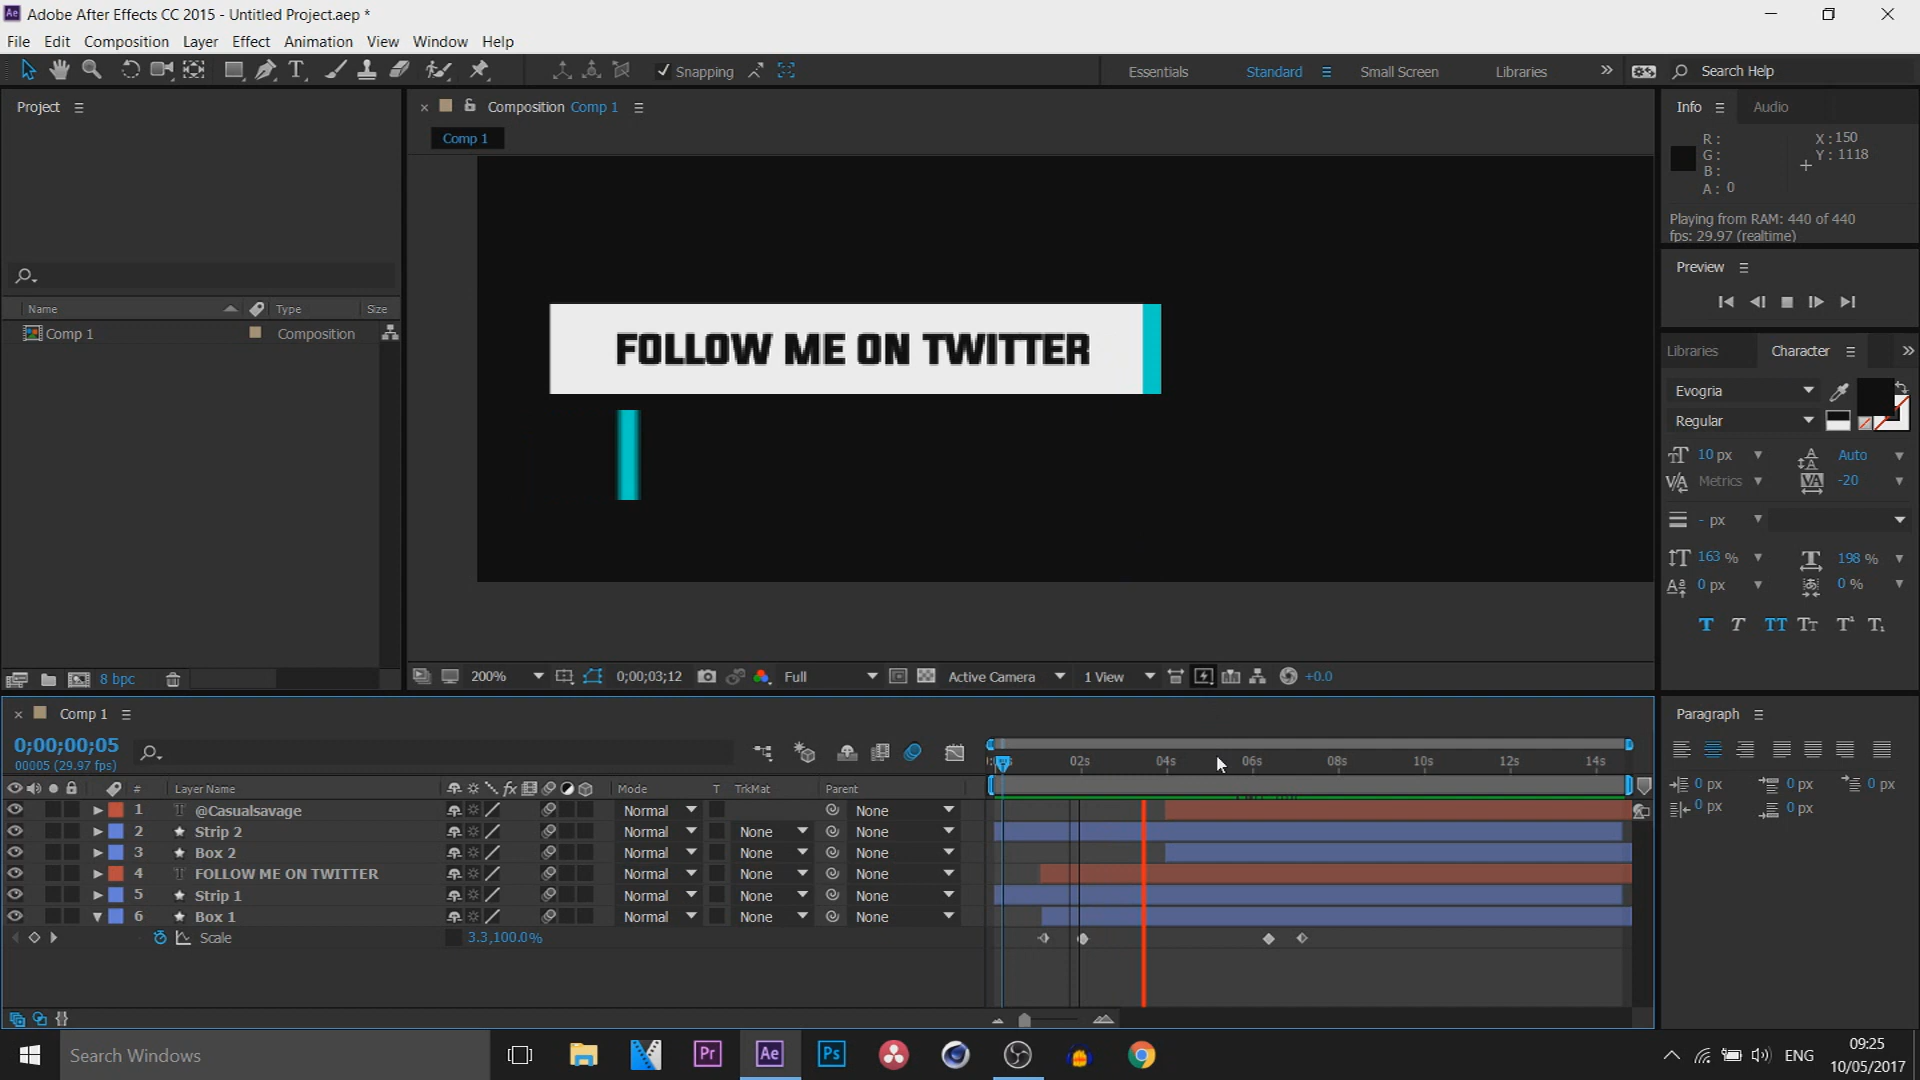 Adobe After Effects CC 2015 - Untitled Project.aep *
File Edit Composition Layer Effect Animation View Window Help
Snapping
Essentials Standard Small Screen Libraries Search Help
Project
Composition Comp 1
Comp 1
Info Audio
R :
G :
B :
A : 0
X : 150
Y : 1118
Playing from RAM: 440 of 440
fps: 29.97 (realtime)
Preview
Name Type Size
Comp 1 Composition
FOLLOW ME ON TWITTER
Libraries Character
Evogria
Regular
10 px Auto
Metrics -20
- px
163 % 198 %
0 px 0 %
T T TT Tt T¹ T₁
8 bpc
200% 0;00;03;12 Full Active Camera 1 View +0.0
Comp 1
0;00;00;05
00005 (29.97 fps)
02s 04s 06s 08s 10s 12s 14s
# Layer Name Mode T TrkMat Parent
1 @Casualsavage Normal None
2 Strip 2 Normal None None
3 Box 2 Normal None None
4 FOLLOW ME ON TWITTER Normal None None
5 Strip 1 Normal None None
6 Box 1 Normal None None
Scale 3.3,100.0%
Paragraph
0 px 0 px 0 px
0 px 0 px
Search Windows
Pr Ae Ps
ENG
09:25
10/05/2017